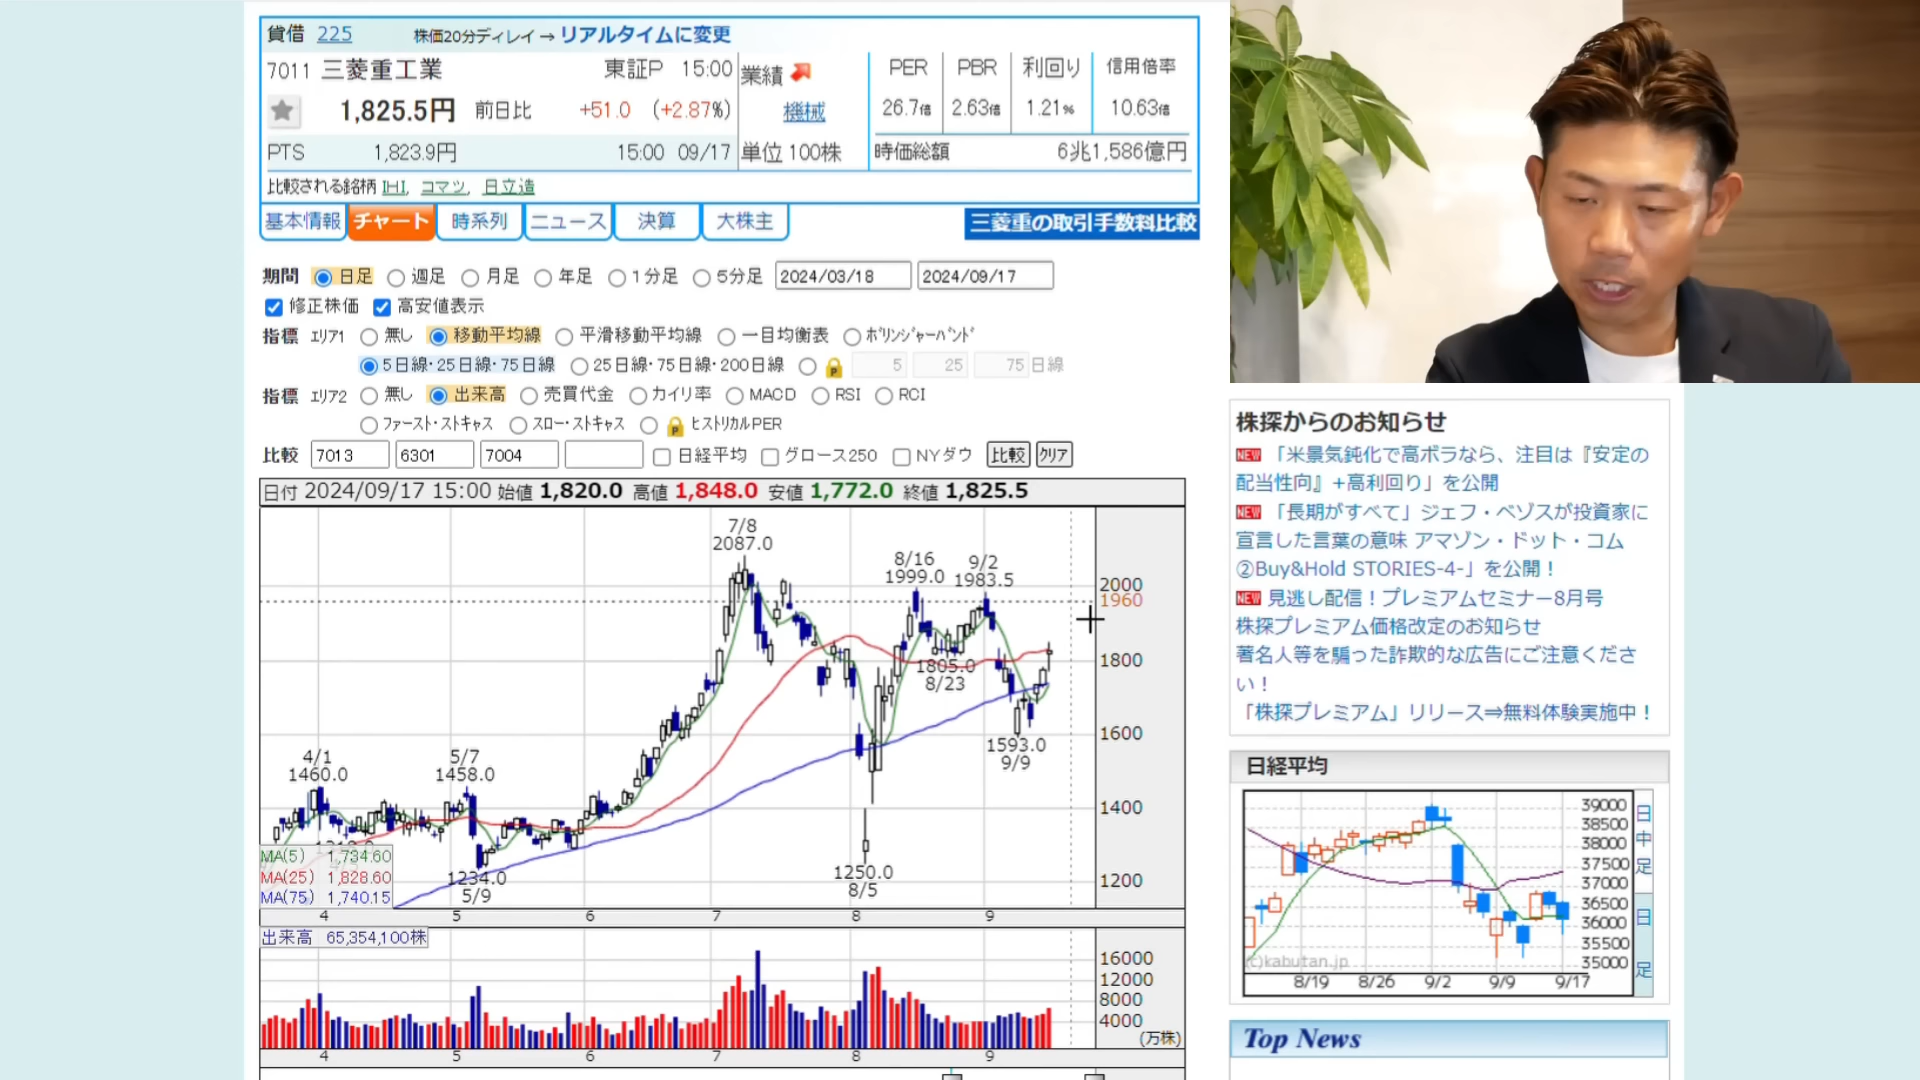 貸借 225 株価20分ディレイ → リアルタイムに変更
7011 三菱重工業 東証P 15:00 業績
1,825.5円 前日比 +51.0 (+2.87%) 機械
PTS 1,823.9円 15:00 09/17 単位 100株
PER PBR 利回り 信用倍率
26.7倍 2.63倍 1.21% 10.63倍
時価総額 6兆1,586億円
比較される銘柄 IHI, コマツ, 日立造
基本情報 チャート 時系列 ニュース 決算 大株主 三菱重の取引手数料比較
期間 日足 週足 月足 年足 1分足 5分足 2024/03/18 2024/09/17
修正株価 高安値表示
指標 エリア1 無し 移動平均線 平滑移動平均線 一目均衡表 ボリンジャーバンド
5日線・25日線・75日線 25日線・75日線・200日線 P 5 25 75 日線
指標 エリア2 無し 出来高 売買代金 カイリ率 MACD RSI RCI
ファースト・ストキャス スロー・ストキャス P ヒストリカルPER
比較 7013 6301 7004 日経平均 グロース250 NYダウ 比較 クリア
日付 2024/09/17 15:00 始値 1,820.0 高値 1,848.0 安値 1,772.0 終値 1,825.5
7/8
2087.0
8/16
1999.0
9/2
1983.5
2000
1960
1800
1805.0
8/23
1600
1593.0
9/9
4/1
1460.0
5/7
1458.0
1400
1250.0
8/5
1234.0
5/9
1200
MA(5) 1,734.60
MA(25) 1,828.60
MA(75) 1,740.15
4 5 6 7 8 9
出来高 65,354,100株
16000
12000
8000
4000
(万株)
4 5 6 7 8 9
株探からのお知らせ
NEW 「米景気鈍化で高ボラなら、注目は『安定の
配当性向』+高利回り」を公開
NEW 「長期がすべて」ジェフ・ベゾスが投資家に
宣言した言葉の意味 アマゾン・ドット・コム
②Buy&Hold STORIES-4-」を公開!
NEW 見逃し配信!プレミアムセミナー8月号
株探プレミアム価格改定のお知らせ
著名人等を騙った詐欺的な広告にご注意くださ
い!
「株探プレミアム」リリース⇒無料体験実施中!
日経平均
39000
38500
38000
37500
37000
36500
36000
35500
35000
(c)kabutan.jp
8/19 8/26 9/2 9/9 9/17
日
中
足
日
足
Top News